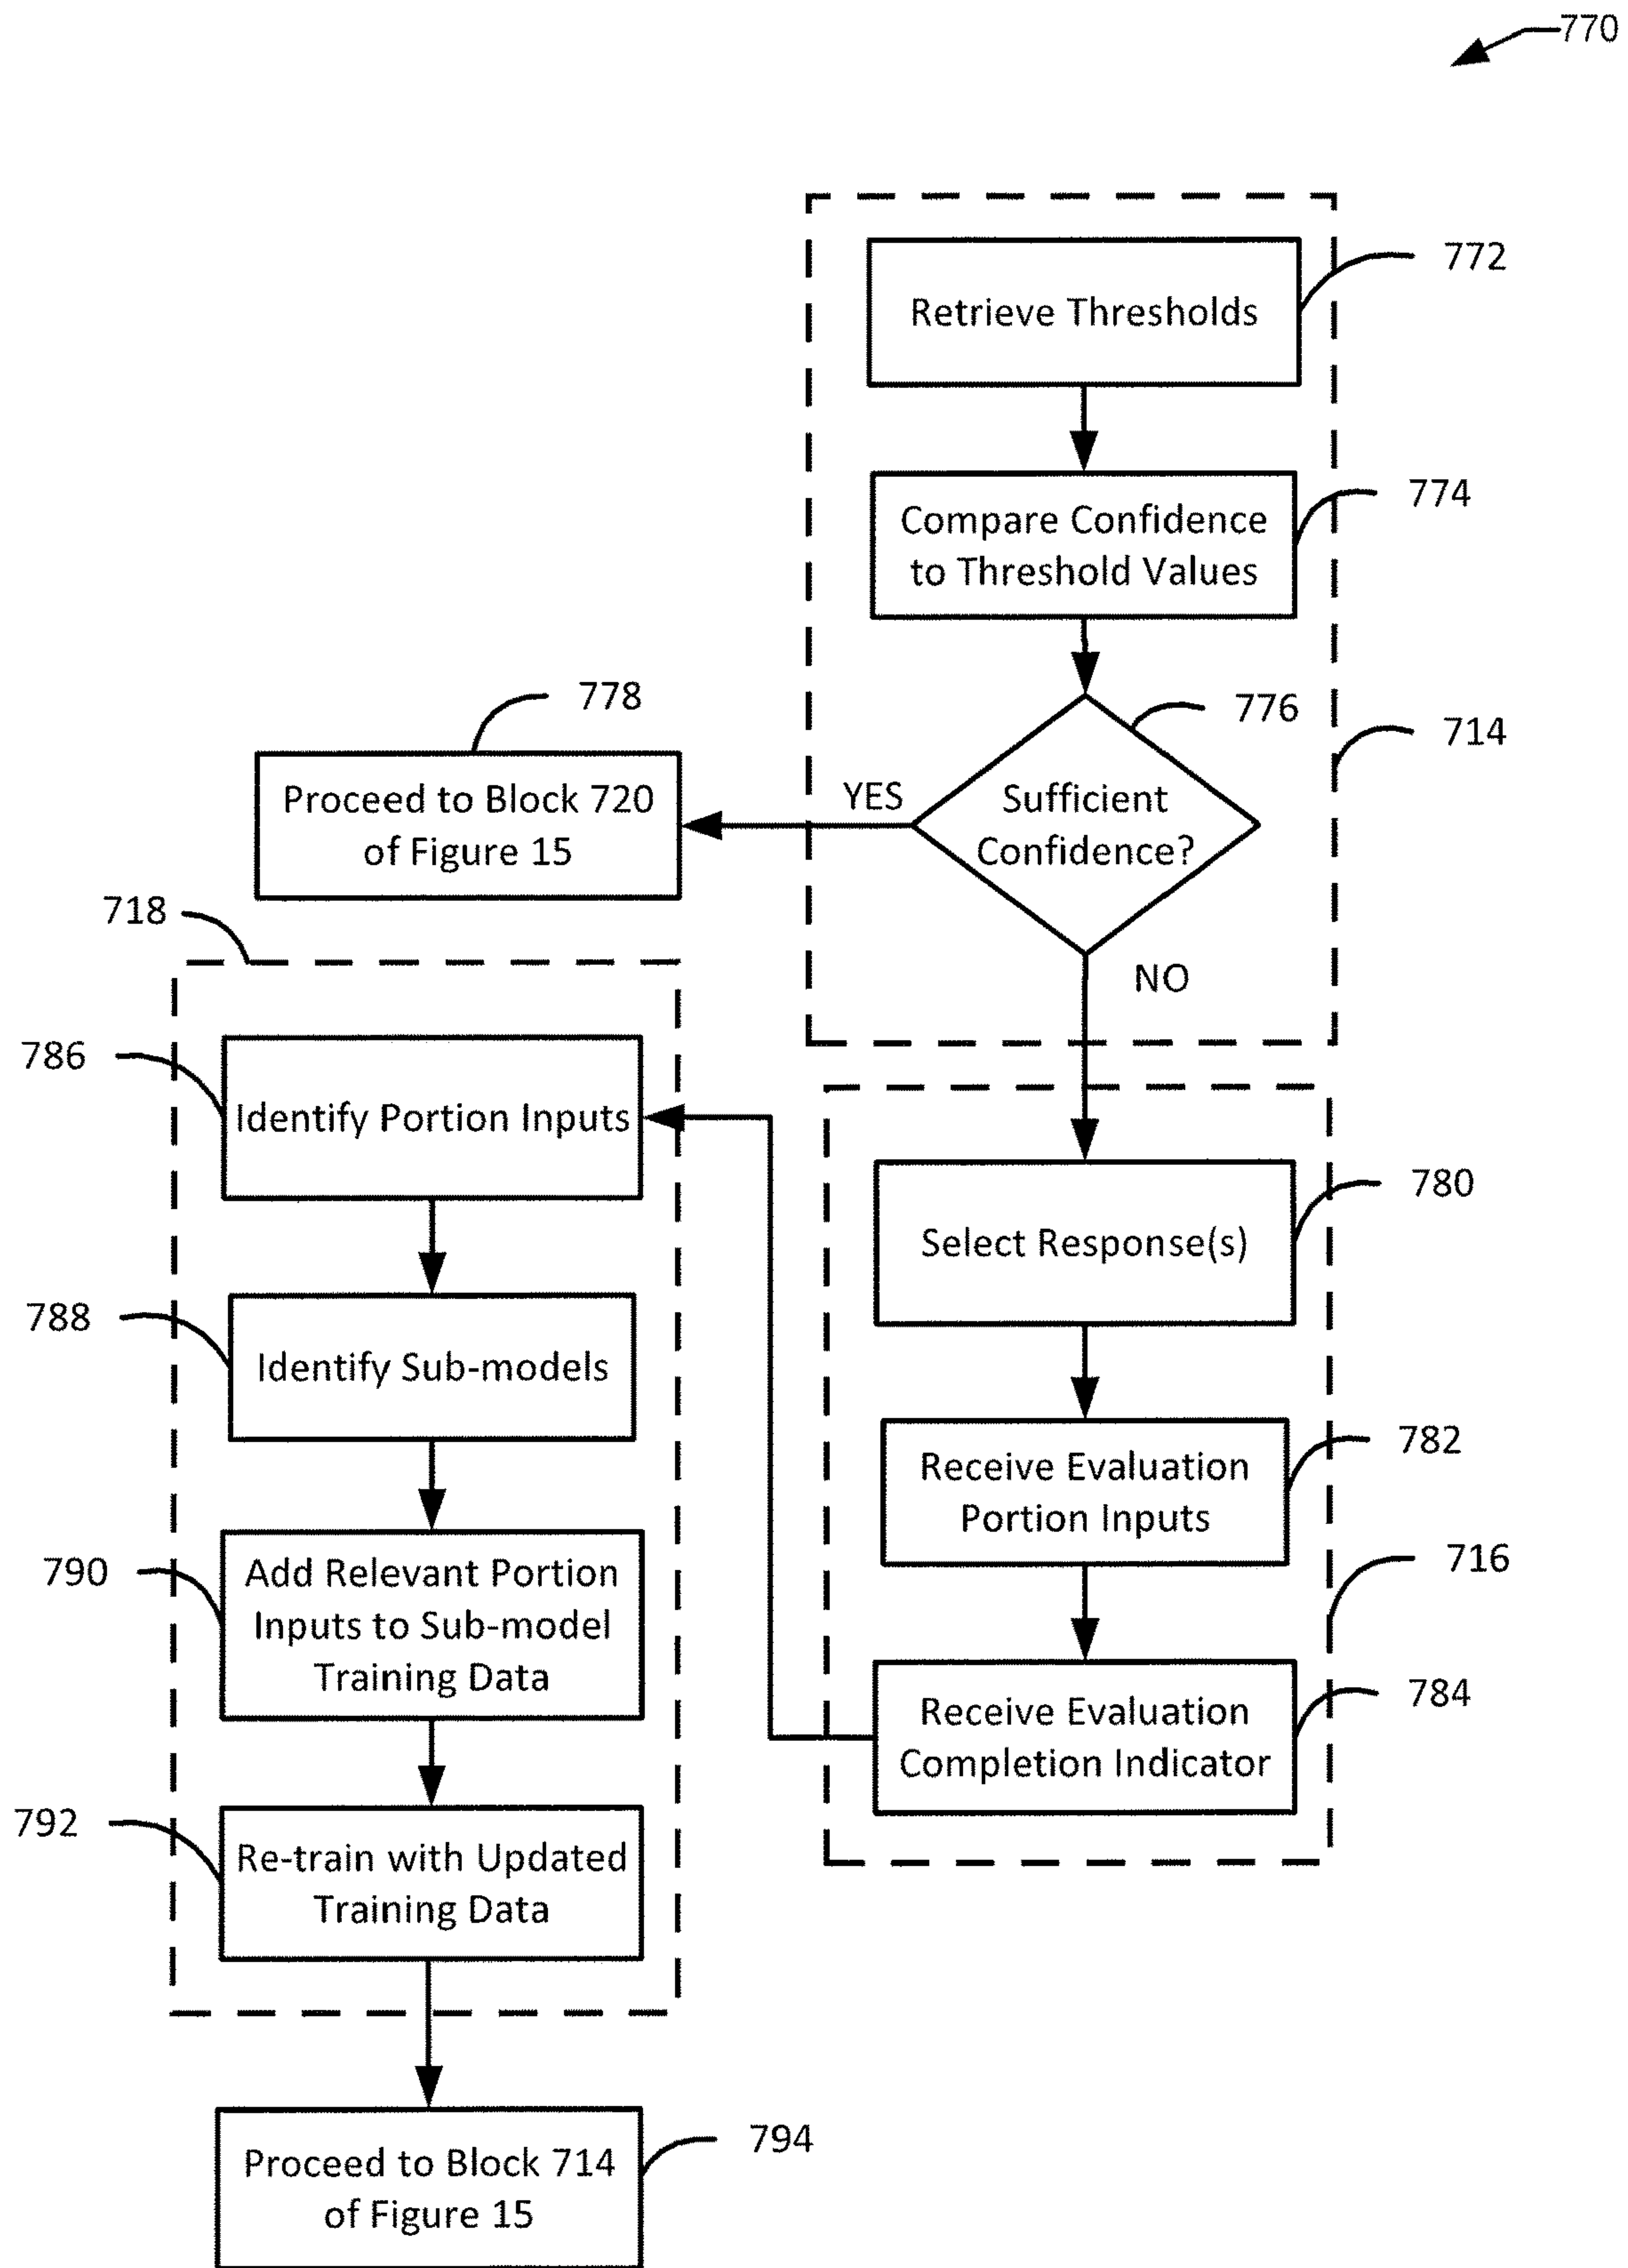 770
Retrieve Thresholds
772
Compare Confidence
to Threshold Values
774
Sufficient
Confidence?
776
714
YES
NO
778
Proceed to Block 720
of Figure 15
718
786
Identify Portion Inputs
788
Identify Sub-models
790
Add Relevant Portion
Inputs to Sub-model
Training Data
792
Re-train with Updated
Training Data
Select Response(s)
780
Receive Evaluation
Portion Inputs
782
716
Receive Evaluation
Completion Indicator
784
Proceed to Block 714
of Figure 15
794